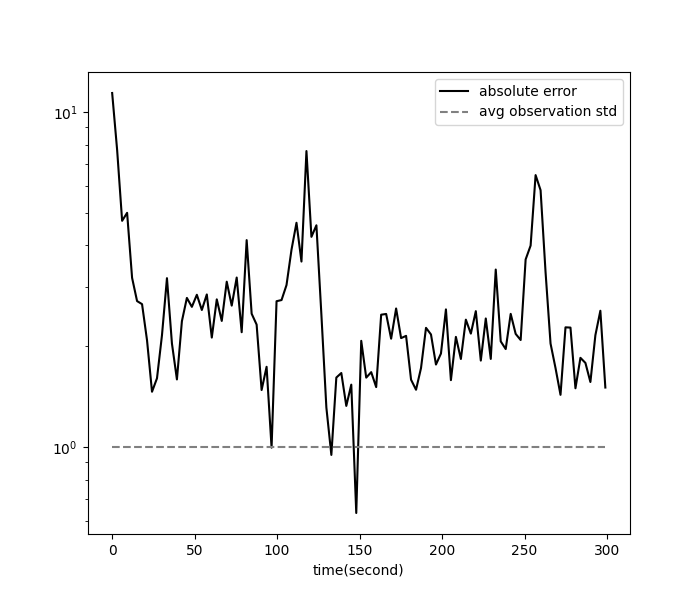 absolute error
avg observation std
10¹
10⁰
0 50 100 150 200 250 300
time(second)